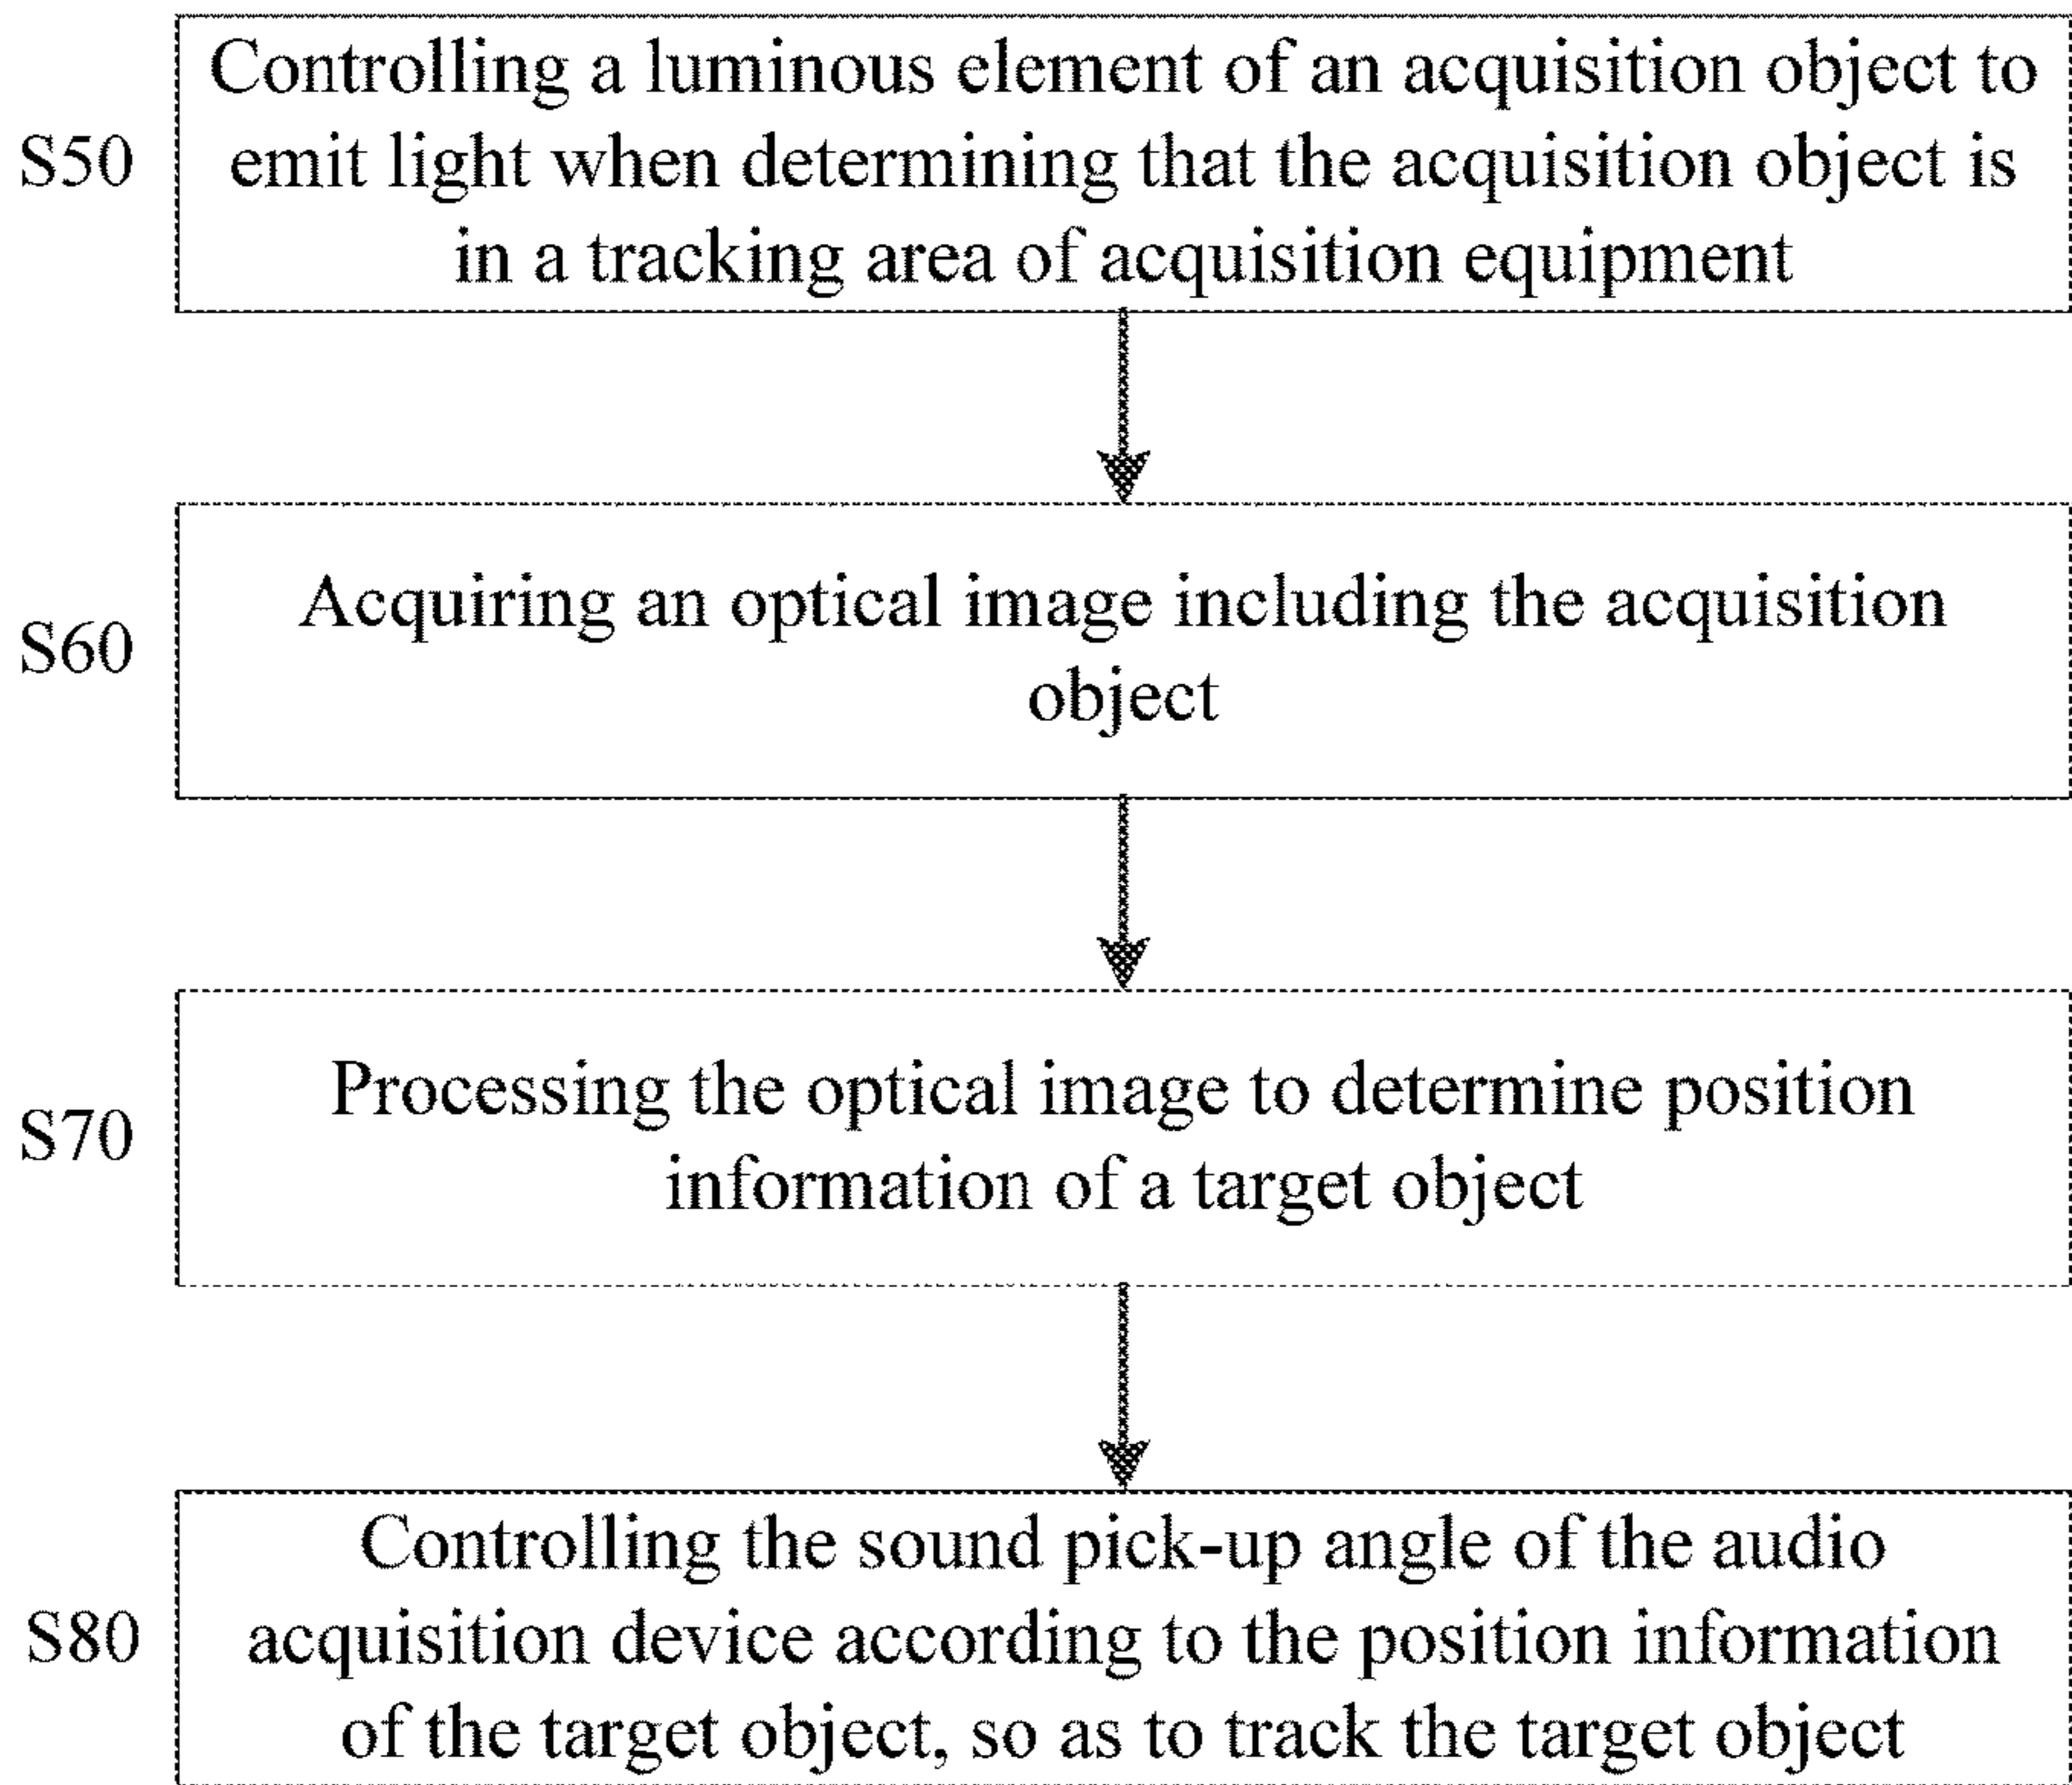 Controlling a luminous element of an acquisition object to
S50
emit light when determining that the acquisition object is
in a tracking area of acquisition equipment
Acquiring an optical image including the acquisition
S60
object
Processing the optical image to determine position
S70
information of a target object
Controlling the sound pick-up angle of the audio
S80
acquisition device according to the position information
of the target object, so as to track the target object